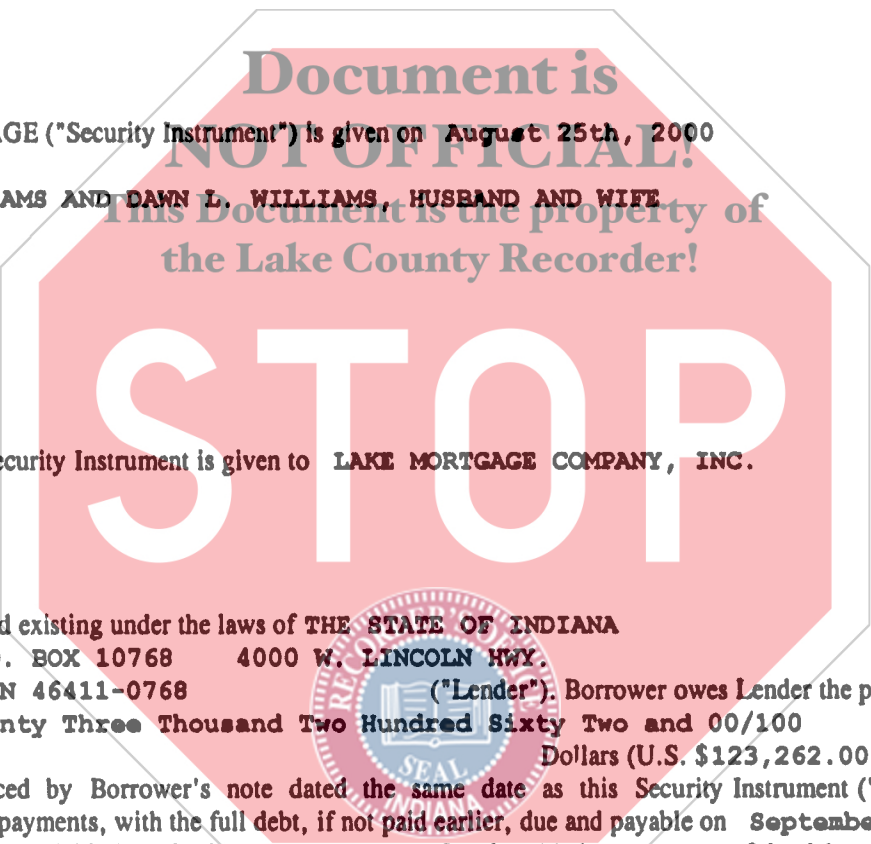 Document is
AGE ("Security Instrument") is given on August 25th, 2000
NOT OFFICIAL!
AMS AND DAWN L. WILLIAMS, HUSBAND AND WIFE
This Document is the property of
the Lake County Recorder!
STOP
ecurity Instrument is given to LAKE MORTGAGE COMPANY, INC.
d existing under the laws of THE STATE OF INDIANA
. BOX 10768 4000 W. LINCOLN HWY.
N 46411-0768 ("Lender"). Borrower owes Lender the p
nty Three Thousand Two Hundred Sixty Two and 00/100
Dollars (U.S. $123,262.00
ced by Borrower's note dated the same date as this Security Instrument ("
payments, with the full debt, if not paid earlier, due and payable on Septembe
RECORDER'S OFFICE
SEAL
INDIANA